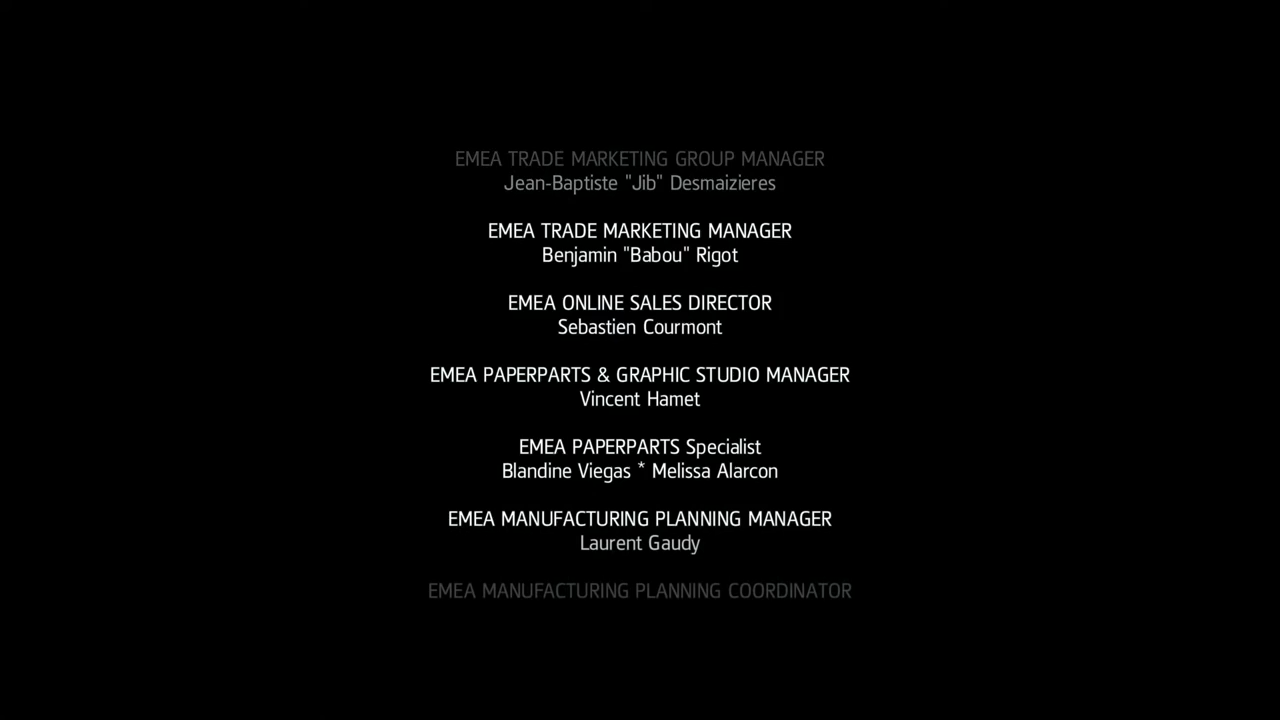 EMEA TRADE MARKETING GROUP MANAGER
Jean-Baptiste "Jib" Desmaizieres
EMEA TRADE MARKETING MANAGER
Benjamin "Babou" Rigot
EMEA ONLINE SALES DIRECTOR
Sebastien Courmont
EMEA PAPERPARTS & GRAPHIC STUDIO MANAGER
Vincent Hamet
EMEA PAPERPARTS Specialist
Blandine Viegas * Melissa Alarcon
EMEA MANUFACTURING PLANNING MANAGER
Laurent Gaudy
EMEA MANUFACTURING PLANNING COORDINATOR